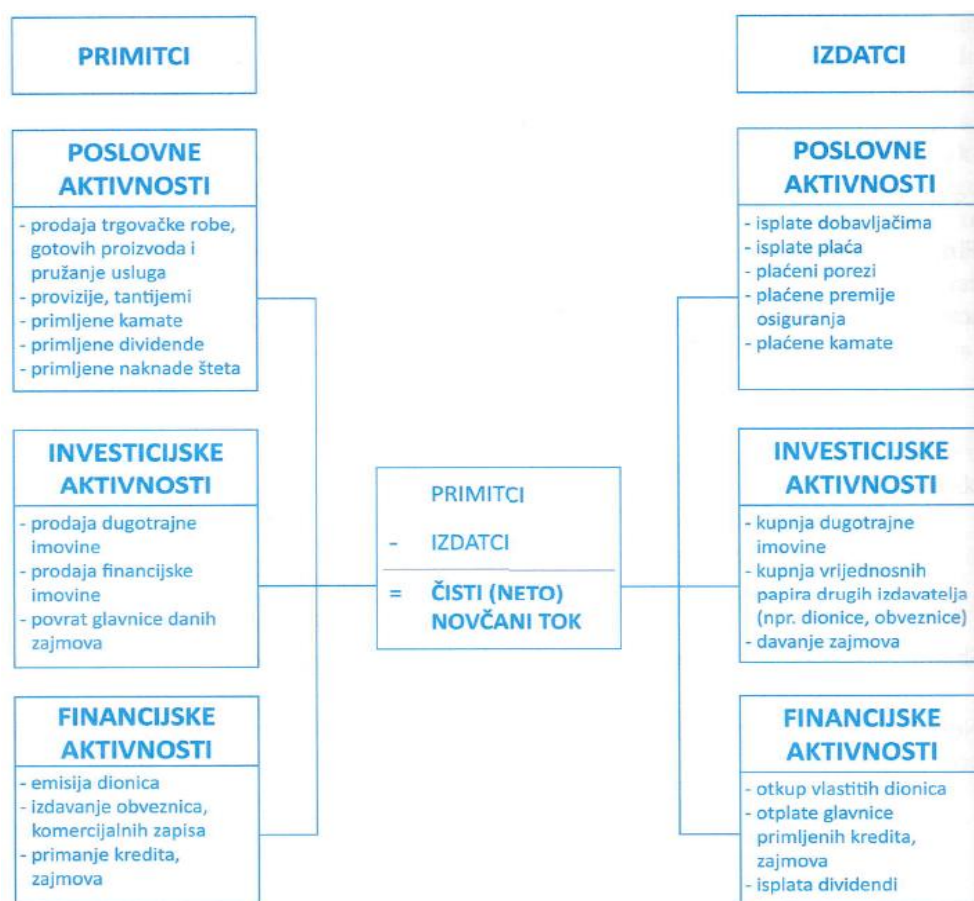 PRIMITCI
POSLOVNE
AKTIVNOSTI
- prodaja trgovačke robe,
gotovih proizvoda i
pružanje usluga
- provizije, tantijemi
- primljene kamate
- primljene dividende
- primljene naknade šteta
INVESTICIJSKE
AKTIVNOSTI
- prodaja dugotrajne
imovine
- prodaja financijske
imovine
- povrat glavnice danih
zajmova
FINANCIJSKE
AKTIVNOSTI
- emisija dionica
- izdavanje obveznica,
komercijalnih zapisa
- primanje kredita,
zajmova
PRIMITCI
- IZDATCI
= ČISTI (NETO)
NOVČANI TOK
IZDATCI
POSLOVNE
AKTIVNOSTI
- isplate dobavljačima
- isplate plaća
- plaćeni porezi
- plaćene premije
osiguranja
- plaćene kamate
INVESTICIJSKE
AKTIVNOSTI
- kupnja dugotrajne
imovine
- kupnja vrijednosnih
papira drugih izdavatelja
(npr. dionice, obveznice)
- davanje zajmova
FINANCIJSKE
AKTIVNOSTI
- otkup vlastitih dionica
- otplate glavnice
primljenih kredita,
zajmova
- isplata dividendi